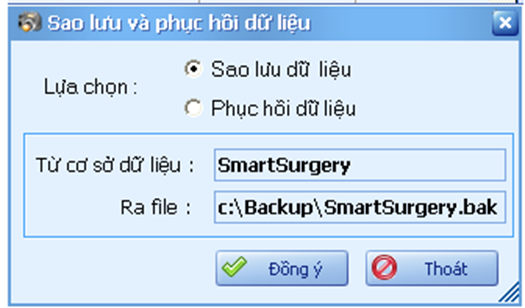 Sao lưu và phục hồi dữ liệu
Lựa chọn :
Sao lưu dữ liệu
Phục hồi dữ liệu
Từ cơ sở dữ liệu : SmartSurgery
Ra file : c:\Backup\SmartSurgery.bak
Đồng ý Thoát